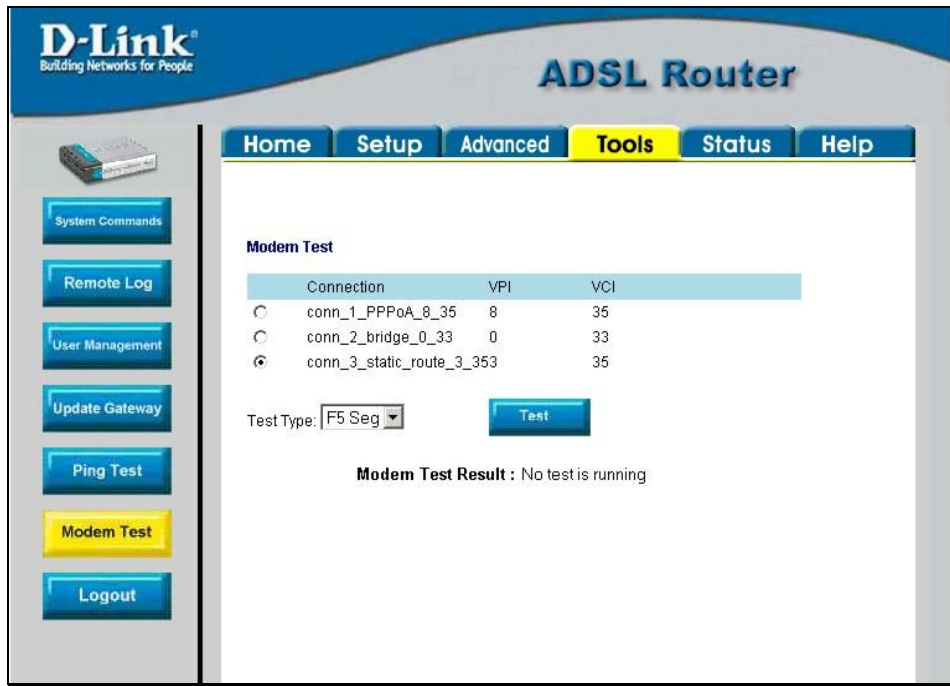 D-Link®
Building Networks for People
ADSL Router
Home Setup Advanced Tools Status Help
System Commands
Remote Log
User Management
Update Gateway
Ping Test
Modem Test
Logout
Modem Test
Connection VPI VCI
conn_1_PPPoA_8_35 8 35
conn_2_bridge_0_33 0 33
conn_3_static_route_3_353 35
Test Type: F5 Seg Test
Modem Test Result : No test is running